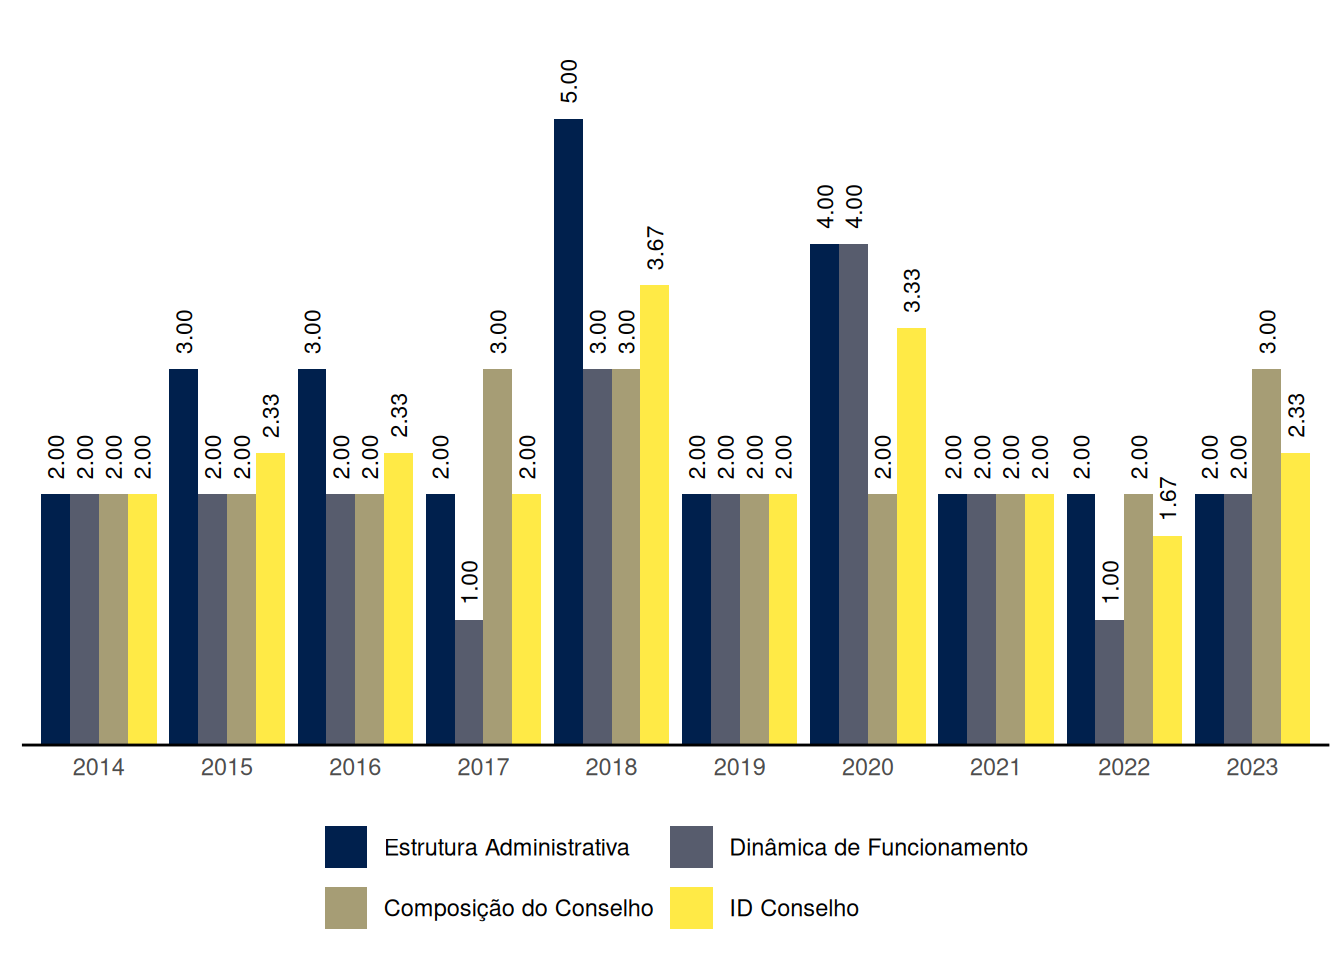 5.00
4.00 4.00
3.67
3.33
3.00 3.00 3.00 3.00 3.00 3.00
2.33 2.33 2.33
2.00 2.00 2.00 2.00 2.00 2.00 2.00 2.00 2.00 2.00 2.00 2.00 2.00 2.00 2.00 2.00 2.00 2.00 2.00 2.00 2.00 2.00 2.00
1.67
1.00 1.00
2014 2015 2016 2017 2018 2019 2020 2021 2022 2023
Estrutura Administrativa Dinâmica de Funcionamento
Composição do Conselho ID Conselho